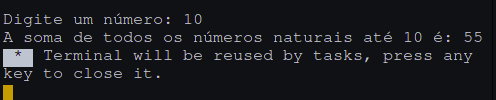 Digite um número: 10
A soma de todos os números naturais até 10 é: 55
 *  Terminal will be reused by tasks, press any
key to close it.